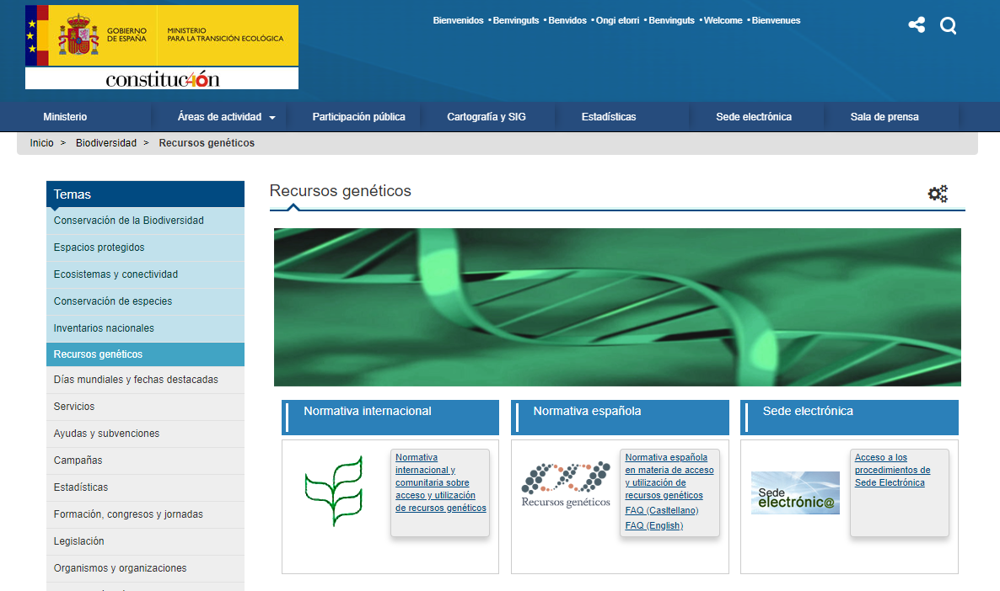 GOBIERNO
DE ESPAÑA
MINISTERIO
PARA LA TRANSICIÓN ECOLÓGICA
constituc40n
Bienvenidos • Benvinguts • Benvidos • Ongi etorri • Benvinguts • Welcome • Bienvenues
Ministerio Áreas de actividad Participación pública Cartografía y SIG Estadísticas Sede electrónica Sala de prensa
Inicio > Biodiversidad > Recursos genéticos
Temas
Conservación de la Biodiversidad
Espacios protegidos
Ecosistemas y conectividad
Conservación de especies
Inventarios nacionales
Recursos genéticos
Días mundiales y fechas destacadas
Servicios
Ayudas y subvenciones
Campañas
Estadísticas
Formación, congresos y jornadas
Legislación
Organismos y organizaciones
Recursos genéticos
Normativa internacional
Normativa
internacional y
comunitaria sobre
acceso y utilización
de recursos genéticos
Normativa española
Recursos genéticos
Normativa española
en materia de acceso
y utilización de
recursos genéticos
FAQ (Casltellano)
FAQ (English)
Sede electrónica
Sede
electrónic@
Acceso a los
procedimientos de
Sede Electrónica